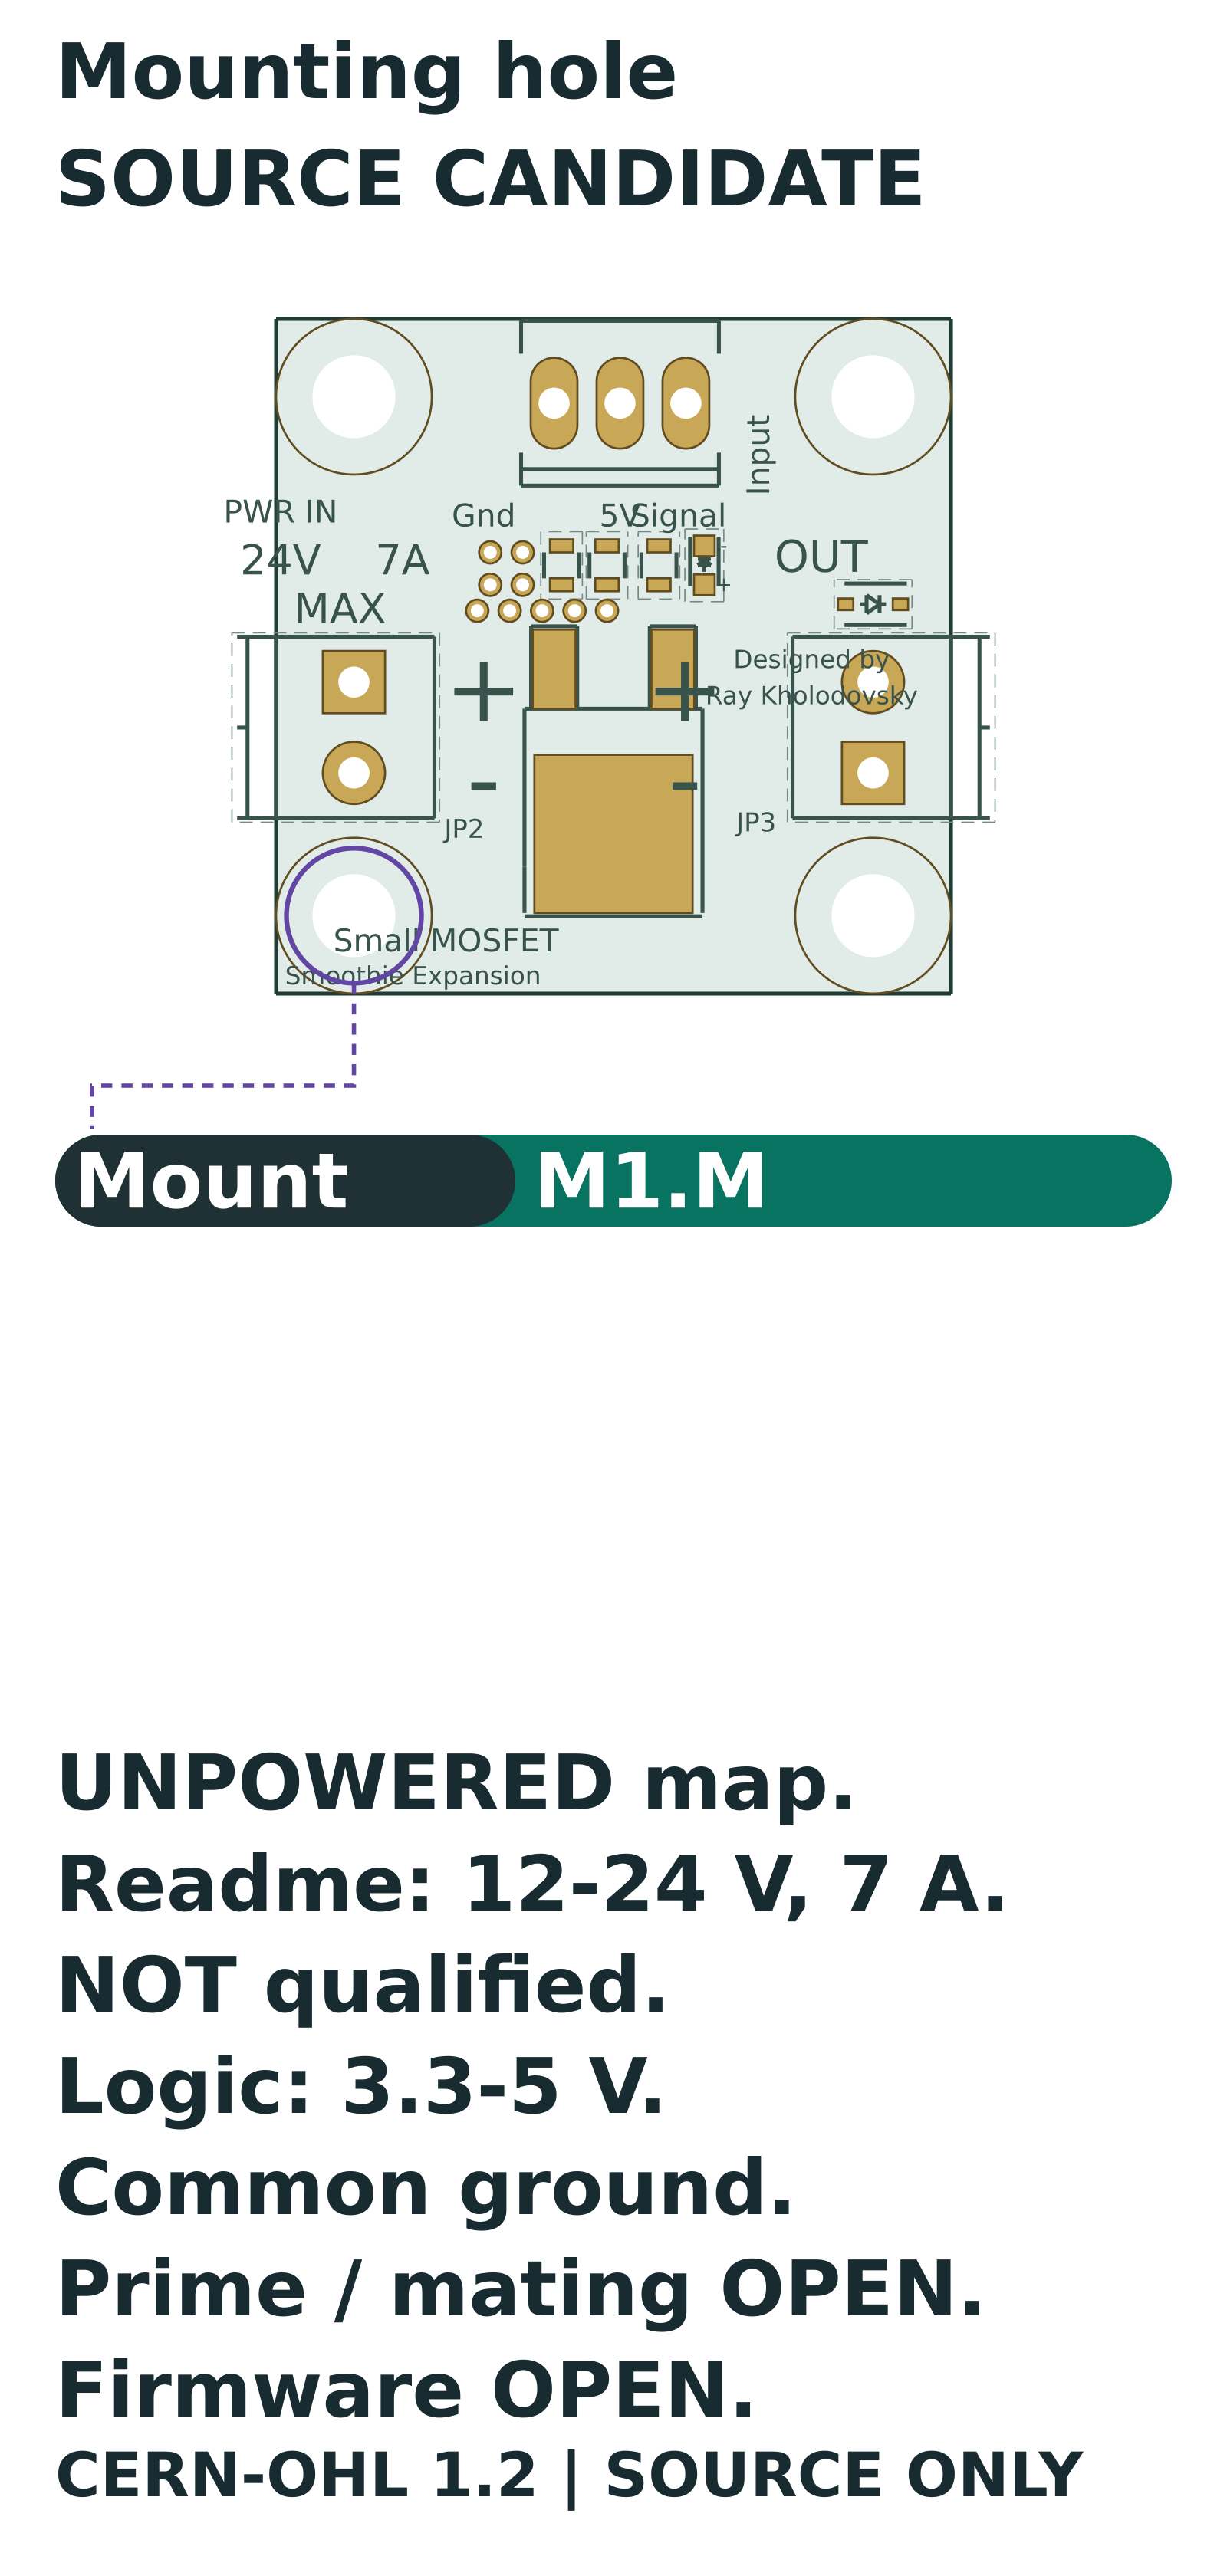 Mounting hole
SOURCE CANDIDATE
Input
PWR IN
Gnd 5V Signal
24V 7A
OUT
MAX
-
+
Designed by
Ray Kholodovsky
+ +
- -
JP2
JP3
Small MOSFET
Smoothie Expansion
Mount M1.M
UNPOWERED map.
Readme: 12-24 V, 7 A.
NOT qualified.
Logic: 3.3-5 V.
Common ground.
Prime / mating OPEN.
Firmware OPEN.
CERN-OHL 1.2 | SOURCE ONLY